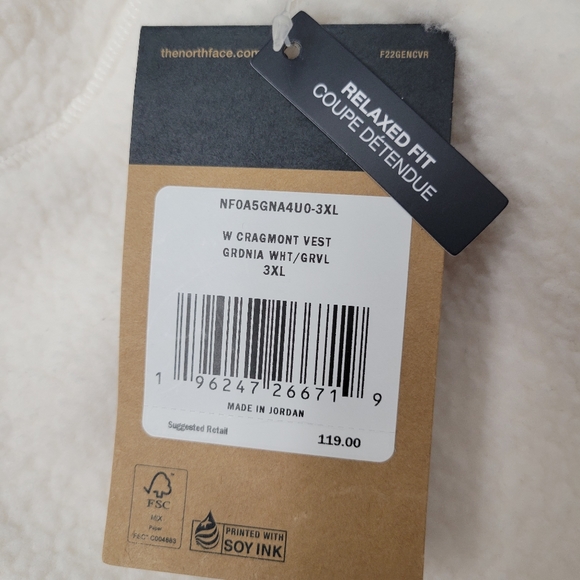 thenorthface.com
F22GENCVR
RELAXED FIT
COUPE DÉTENDUE
NF0A5GNA4U0-3XL
W CRAGMONT VEST
GRDNIA WHT/GRVL
3XL
1 96247 26671 9
MADE IN JORDAN
Suggested Retail
119.00
FSC
MIX
Paper
PRINTED WITH
SOY INK